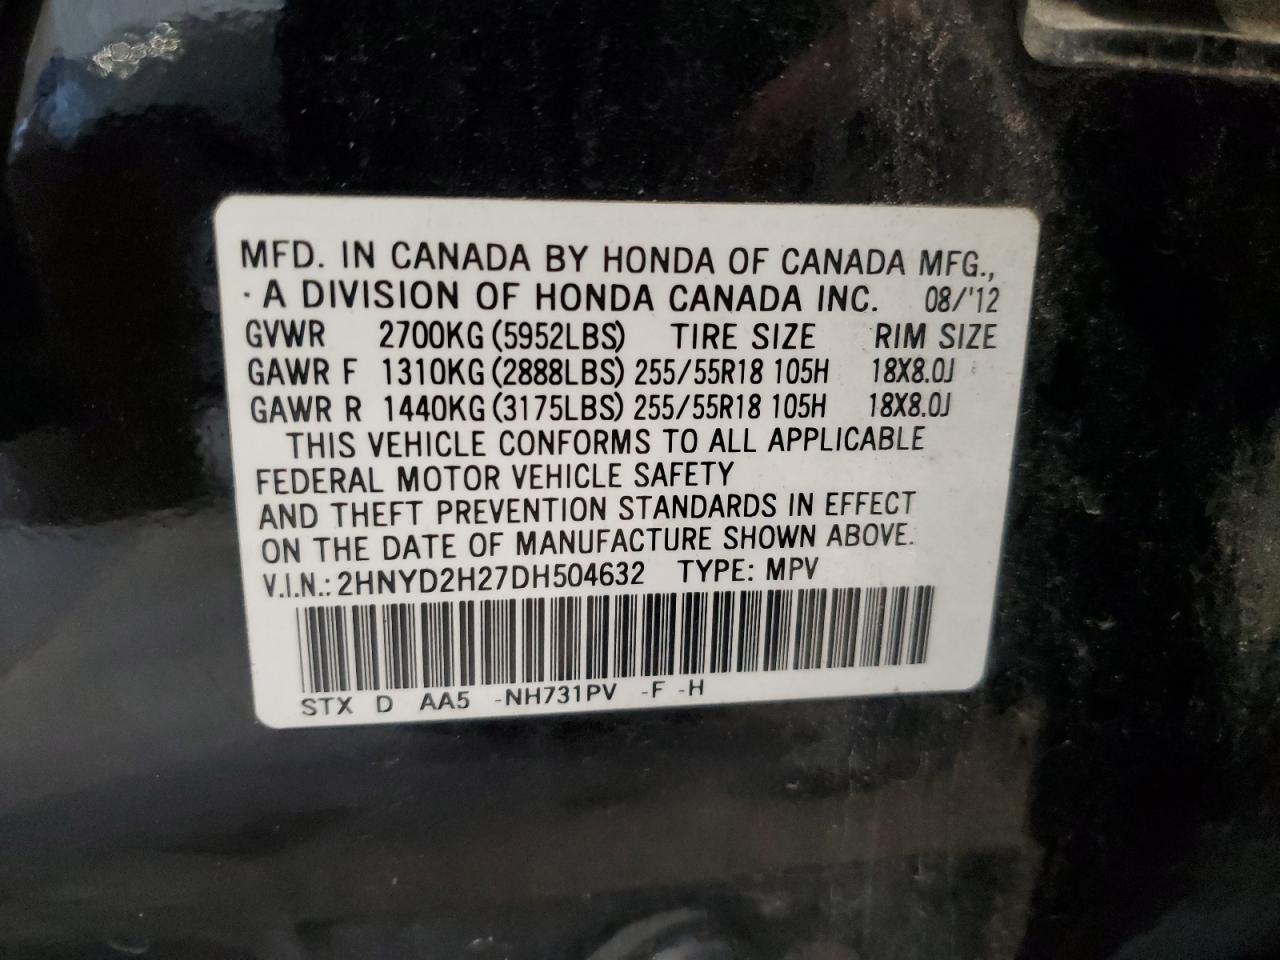 MFD. IN CANADA BY HONDA OF CANADA MFG.,
· A DIVISION OF HONDA CANADA INC. 08/'12
GVWR 2700KG (5952LBS) TIRE SIZE RIM SIZE
GAWR F 1310KG (2888LBS) 255/55R18 105H 18X8.0J
GAWR R 1440KG (3175LBS) 255/55R18 105H 18X8.0J
THIS VEHICLE CONFORMS TO ALL APPLICABLE
FEDERAL MOTOR VEHICLE SAFETY
AND THEFT PREVENTION STANDARDS IN EFFECT
ON THE DATE OF MANUFACTURE SHOWN ABOVE.
V.I.N.: 2HNYD2H27DH504632 TYPE: MPV
STX D AA5 -NH731PV -F -H